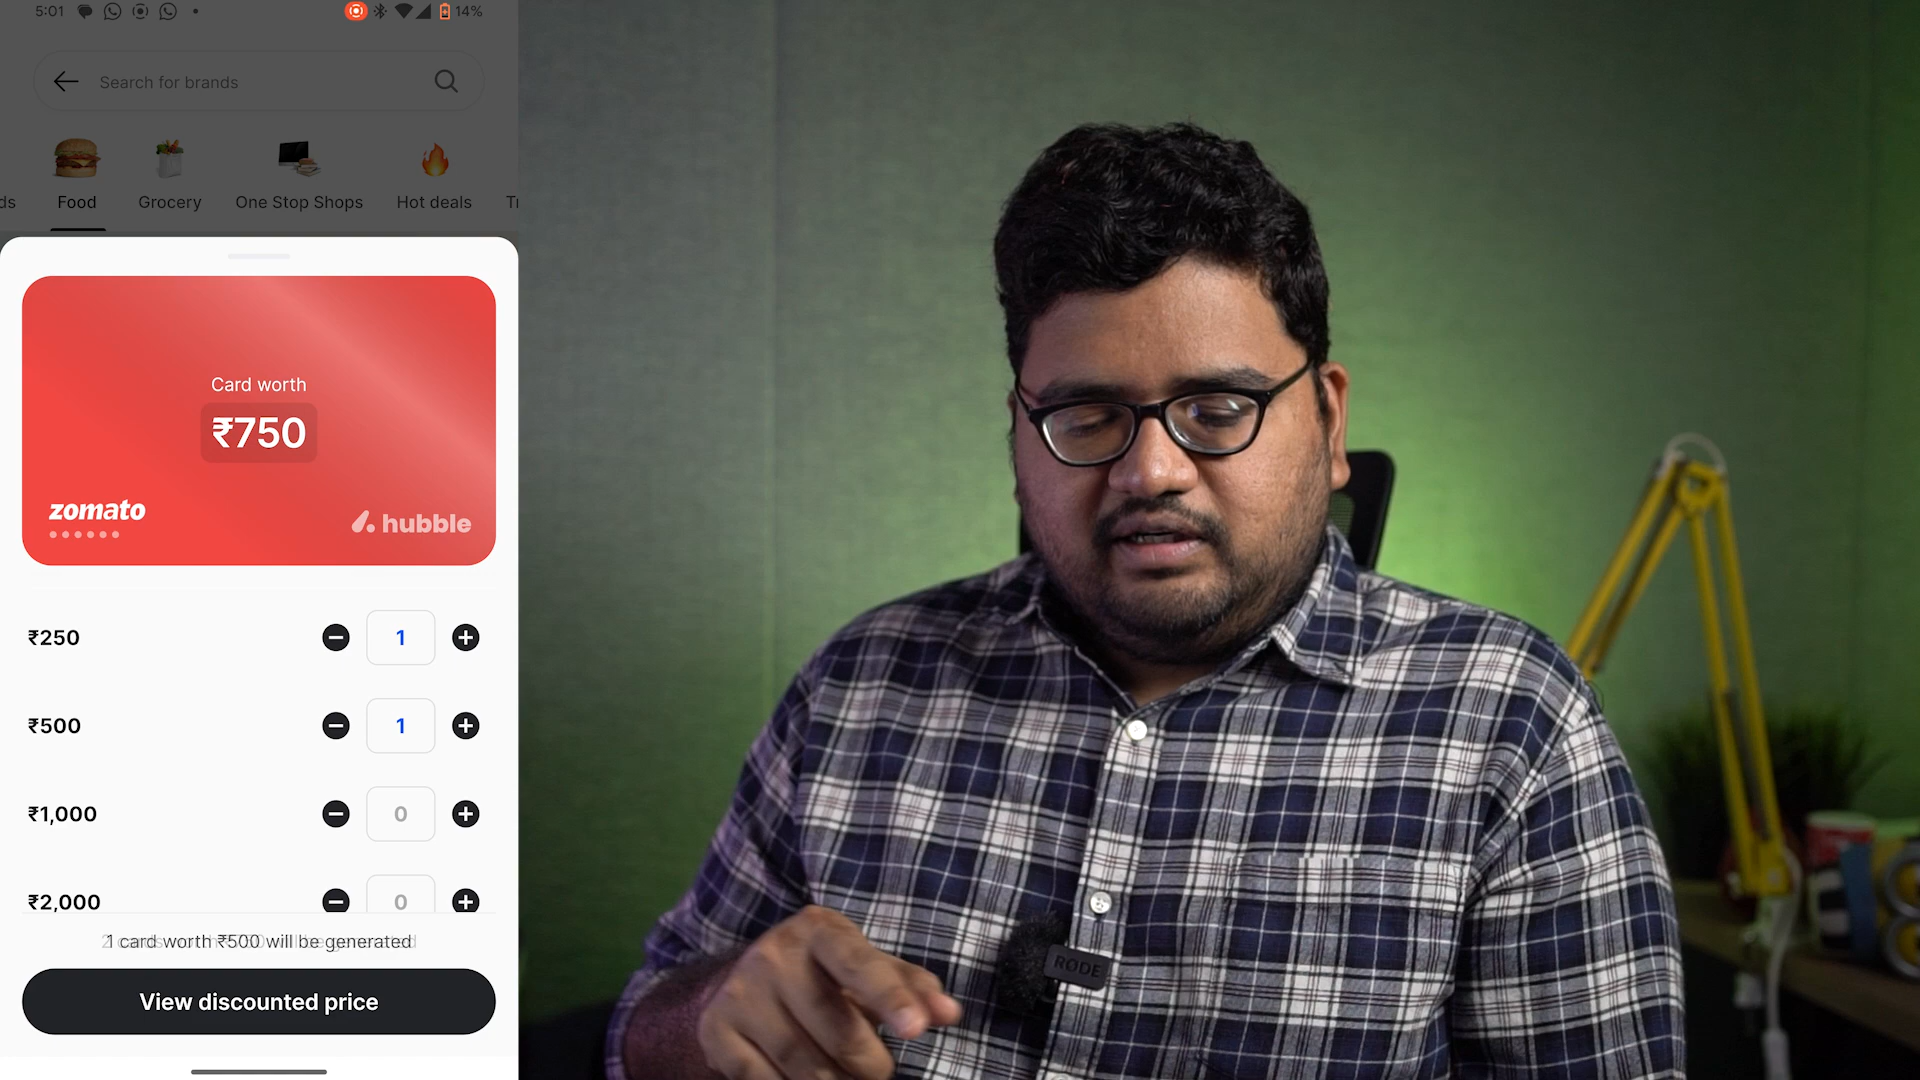 5:01
14%
Search for brands
ds Food Grocery One Stop Shops Hot deals Tr
Card worth
₹750
zomato
hubble
₹250 1
₹500 1
₹1,000 0
₹2,000 0
1 card worth ₹500 will be generated
View discounted price
RØDE